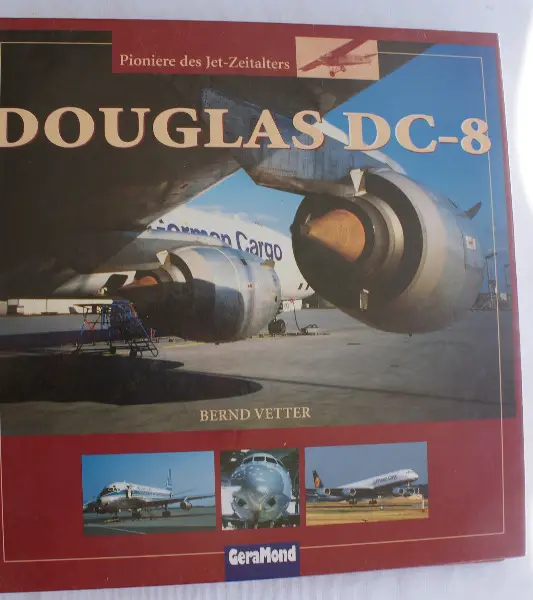 Pioniere des Jet-Zeitalters
DOUGLAS DC-8
German Cargo
BERND VETTER
GeraMond